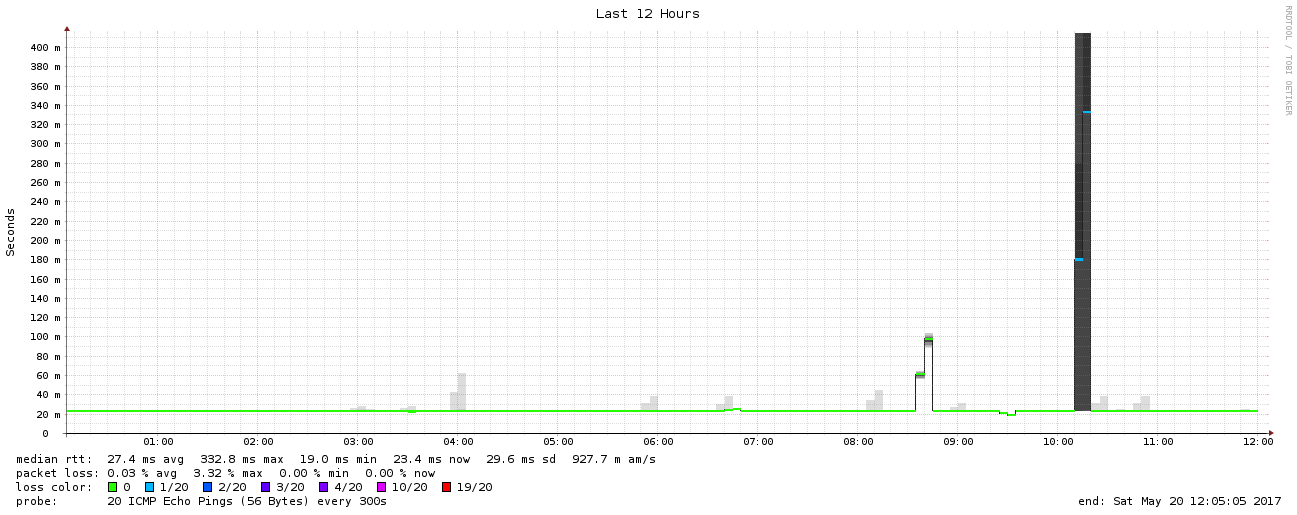 Last 12 Hours
RRDTOOL / TOBI OETIKER
400 m
380 m
360 m
340 m
320 m
300 m
280 m
260 m
240 m
220 m
200 m
180 m
160 m
140 m
120 m
100 m
80 m
60 m
40 m
20 m
0
Seconds
01:00 02:00 03:00 04:00 05:00 06:00 07:00 08:00 09:00 10:00 11:00 12:00
median rtt: 27.4 ms avg 332.8 ms max 19.0 ms min 23.4 ms now 29.6 ms sd 927.7 m am/s
packet loss: 0.03 % avg 3.32 % max 0.00 % min 0.00 % now
loss color: 0 1/20 2/20 3/20 4/20 10/20 19/20
probe: 20 ICMP Echo Pings (56 Bytes) every 300s end: Sat May 20 12:05:05 2017